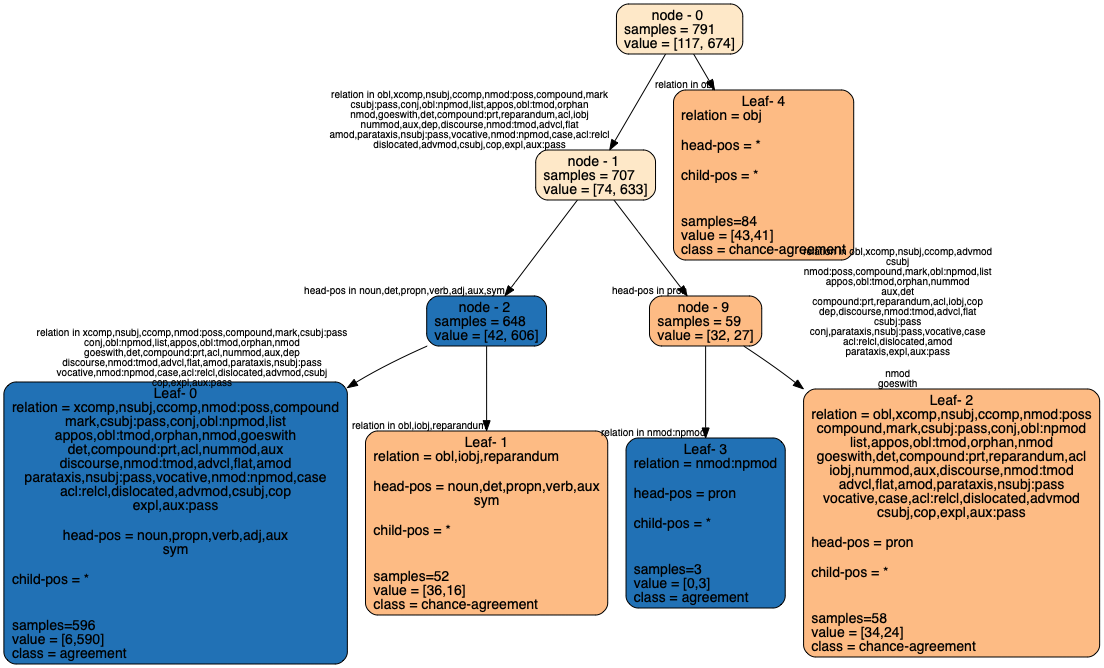 node - 0
samples = 791
value = [117, 674]
relation in obl,xcomp,nsubj,ccomp,nmod:poss,compound,mark
csubj:pass,conj,obl:npmod,list,appos,obl:tmod,orphan
nmod,goeswith,det,compound:prt,reparandum,acl,iobj
nummod,aux,dep,discourse,nmod:tmod,advcl,flat
amod,parataxis,nsubj:pass,vocative,nmod:npmod,case,acl:relcl
dislocated,advmod,csubj,cop,expl,aux:pass
relation in obj
Leaf- 4
relation = obj
head-pos = *
child-pos = *
samples=84
value = [43,41]
class = chance-agreement
node - 1
samples = 707
value = [74, 633]
head-pos in noun,det,propn,verb,adj,aux,sym
head-pos in pron
node - 2
samples = 648
value = [42, 606]
node - 9
samples = 59
value = [32, 27]
relation in obl,xcomp,nsubj,ccomp,advmod
csubj
nmod:poss,compound,mark,obl:npmod,list
appos,obl:tmod,orphan,nummod
aux,det
compound:prt,reparandum,acl,iobj,cop
dep,discourse,nmod:tmod,advcl,flat
csubj:pass
conj,parataxis,nsubj:pass,vocative,case
acl:relcl,dislocated,amod
parataxis,expl,aux:pass
nmod
goeswith
relation in xcomp,nsubj,ccomp,nmod:poss,compound,mark,csubj:pass
conj,obl:npmod,list,appos,obl:tmod,orphan,nmod
goeswith,det,compound:prt,acl,nummod,aux,dep
discourse,nmod:tmod,advcl,flat,amod,parataxis,nsubj:pass
vocative,nmod:npmod,case,acl:relcl,dislocated,advmod,csubj
cop,expl,aux:pass
Leaf- 0
relation = xcomp,nsubj,ccomp,nmod:poss,compound
mark,csubj:pass,conj,obl:npmod,list
appos,obl:tmod,orphan,nmod,goeswith
det,compound:prt,acl,nummod,aux
discourse,nmod:tmod,advcl,flat,amod
parataxis,nsubj:pass,vocative,nmod:npmod,case
acl:relcl,dislocated,advmod,csubj,cop
expl,aux:pass
head-pos = noun,propn,verb,adj,aux
sym
child-pos = *
samples=596
value = [6,590]
class = agreement
relation in obl,iobj,reparandum
Leaf- 1
relation = obl,iobj,reparandum
head-pos = noun,det,propn,verb,aux
sym
child-pos = *
samples=52
value = [36,16]
class = chance-agreement
relation in nmod:npmod
Leaf- 3
relation = nmod:npmod
head-pos = pron
child-pos = *
samples=3
value = [0,3]
class = agreement
Leaf- 2
relation = obl,xcomp,nsubj,ccomp,nmod:poss
compound,mark,csubj:pass,conj,obl:npmod
list,appos,obl:tmod,orphan,nmod
goeswith,det,compound:prt,reparandum,acl
iobj,nummod,aux,discourse,nmod:tmod
advcl,flat,amod,parataxis,nsubj:pass
vocative,case,acl:relcl,dislocated,advmod
csubj,cop,expl,aux:pass
head-pos = pron
child-pos = *
samples=58
value = [34,24]
class = chance-agreement